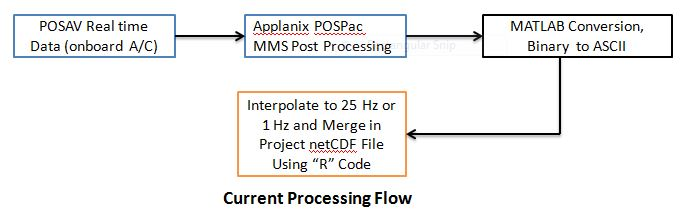 POSAV Real time
Data (onboard A/C)
Applanix POSPac
MMS Post Processing
MATLAB Conversion,
Binary to ASCII
Interpolate to 25 Hz or
1 Hz and Merge in
Project netCDF File
Using “R” Code
Current Processing Flow